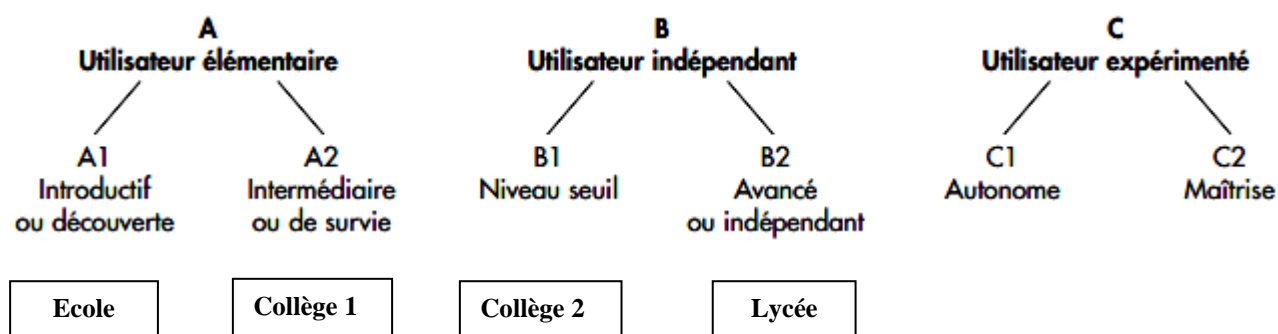 A
Utilisateur élémentaire
B
Utilisateur indépendant
C
Utilisateur expérimenté
A1
Introductif
ou découverte
A2
Intermédiaire
ou de survie
B1
Niveau seuil
B2
Avancé
ou indépendant
C1
Autonome
C2
Maîtrise
Ecole
Collège 1
Collège 2
Lycée